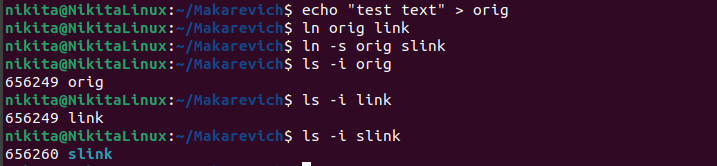 nikita@NikitaLinux:~/Makarevich$ echo "test text" > orig
nikita@NikitaLinux:~/Makarevich$ ln orig link
nikita@NikitaLinux:~/Makarevich$ ln -s orig slink
nikita@NikitaLinux:~/Makarevich$ ls -i orig
656249 orig
nikita@NikitaLinux:~/Makarevich$ ls -i link
656249 link
nikita@NikitaLinux:~/Makarevich$ ls -i slink
656260 slink